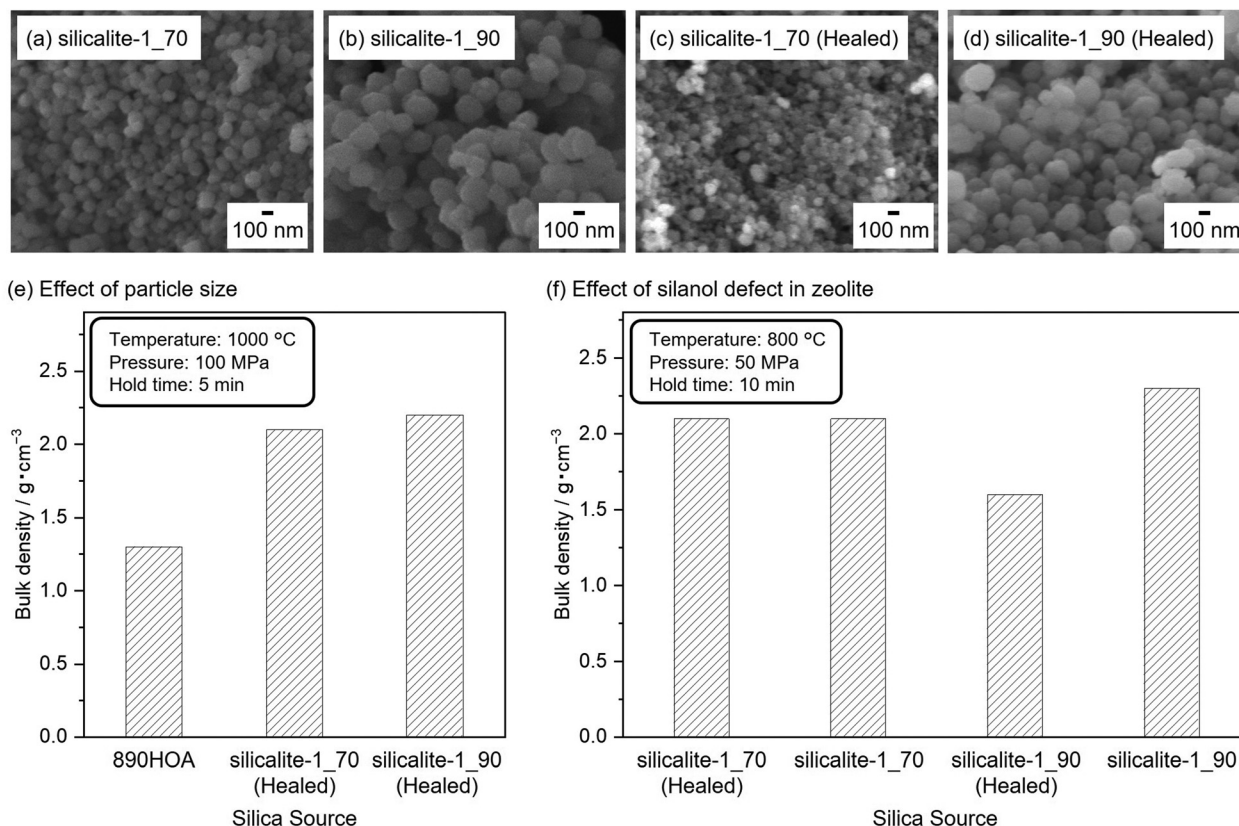 (a) silicalite-1_70
(b) silicalite-1_90
(c) silicalite-1_70 (Healed)
(d) silicalite-1_90 (Healed)
100 nm
100 nm
100 nm
100 nm
(e) Effect of particle size
Temperature: 1000 °C
Pressure: 100 MPa
Hold time: 5 min
Bulk density / g・cm⁻³
2.5
2.0
1.5
1.0
0.5
0.0
890HOA
silicalite-1_70
(Healed)
silicalite-1_90
(Healed)
Silica Source
(f) Effect of silanol defect in zeolite
Temperature: 800 °C
Pressure: 50 MPa
Hold time: 10 min
Bulk density / g・cm⁻³
2.5
2.0
1.5
1.0
0.5
0.0
silicalite-1_70
(Healed)
silicalite-1_70
silicalite-1_90
(Healed)
silicalite-1_90
Silica Source